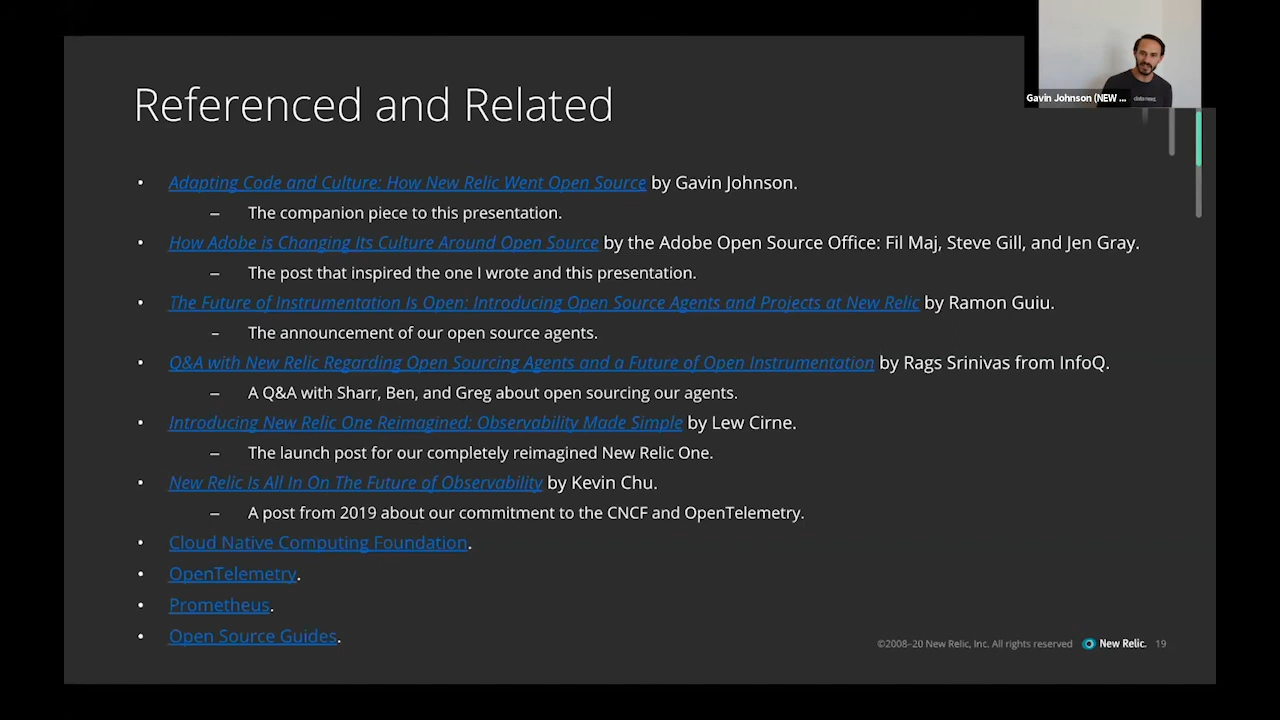 Gavin Johnson (NEW ...
Referenced and Related
• Adapting Code and Culture: How New Relic Went Open Source by Gavin Johnson.
– The companion piece to this presentation.
• How Adobe is Changing Its Culture Around Open Source by the Adobe Open Source Office: Fil Maj, Steve Gill, and Jen Gray.
– The post that inspired the one I wrote and this presentation.
• The Future of Instrumentation Is Open: Introducing Open Source Agents and Projects at New Relic by Ramon Guiu.
– The announcement of our open source agents.
• Q&A with New Relic Regarding Open Sourcing Agents and a Future of Open Instrumentation by Rags Srinivas from InfoQ.
– A Q&A with Sharr, Ben, and Greg about open sourcing our agents.
• Introducing New Relic One Reimagined: Observability Made Simple by Lew Cirne.
– The launch post for our completely reimagined New Relic One.
• New Relic Is All In On The Future of Observability by Kevin Chu.
– A post from 2019 about our commitment to the CNCF and OpenTelemetry.
• Cloud Native Computing Foundation.
• OpenTelemetry.
• Prometheus.
• Open Source Guides.
©2008–20 New Relic, Inc. All rights reserved New Relic. 19